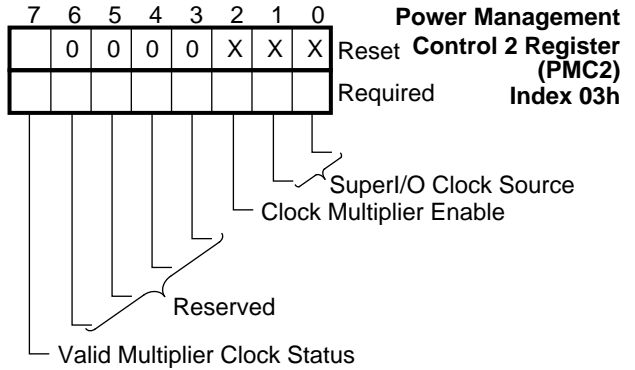 7 6 5 4 3 2 1 0
Power Management
0 0 0 0 X X X Reset Control 2 Register
(PMC2)
Required Index 03h
SuperI/O Clock Source
Clock Multiplier Enable
Reserved
Valid Multiplier Clock Status